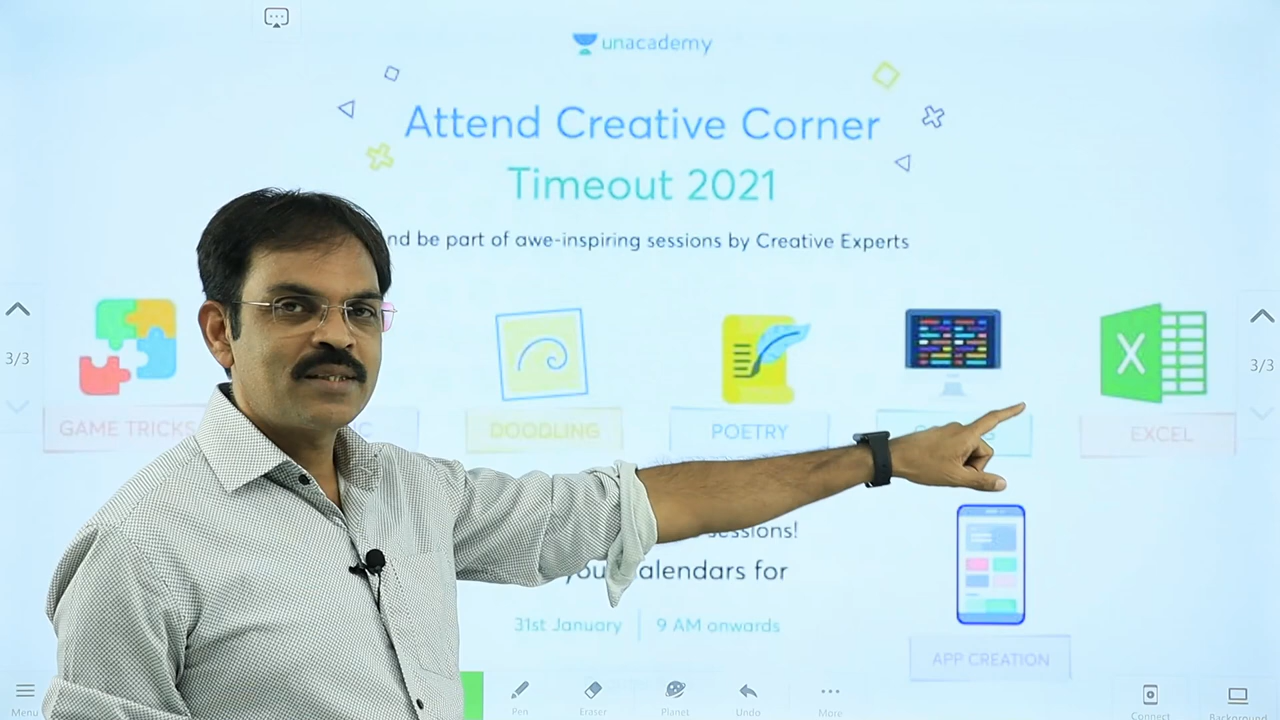 unacademy
Attend Creative Corner
Timeout 2021
nd be part of awe-inspiring sessions by Creative Experts
3/3
3/3
GAME TRICKS
IC
DOODLING
POETRY
EXCEL
sessions!
alendars for
31st January | 9 AM onwards
APP CREATION
Menu
Pen
Eraser
Planet
Undo
More
Connect
Background